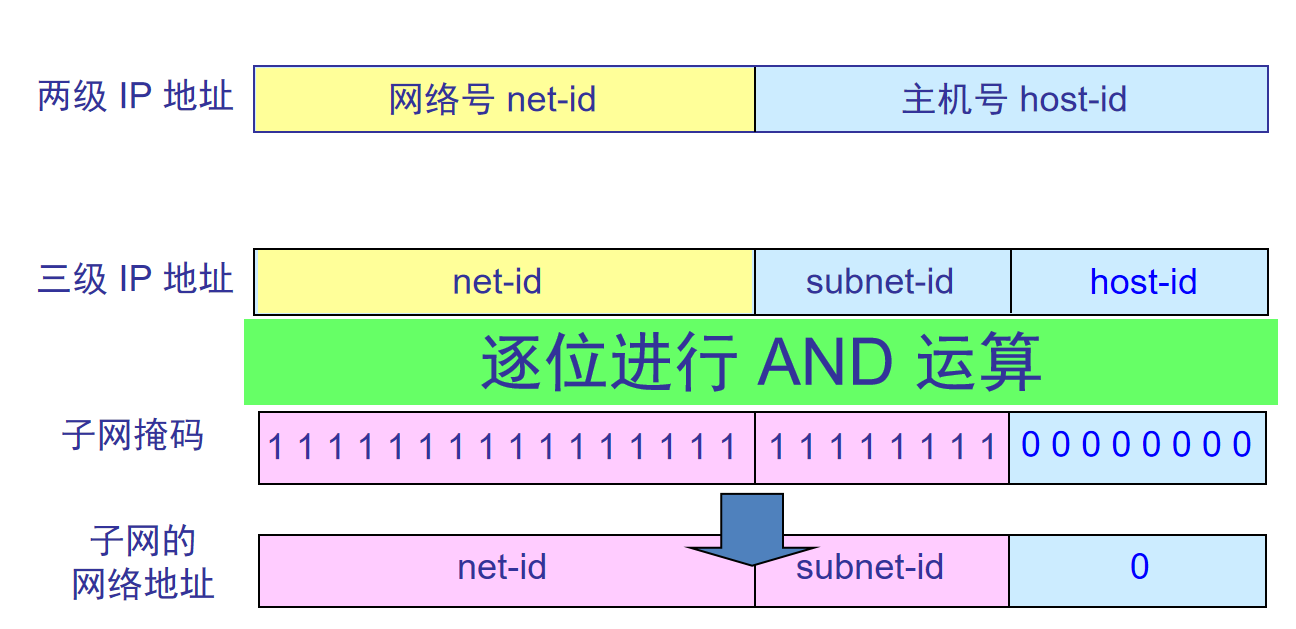 两级 IP 地址 网络号 net-id 主机号 host-id
三级 IP 地址 net-id subnet-id host-id
逐位进行 AND 运算
子网掩码 1 1 1 1 1 1 1 1 1 1 1 1 1 1 1 1 1 1 1 1 1 1 1 1 0 0 0 0 0 0 0 0
子网的
网络地址 net-id subnet-id 0